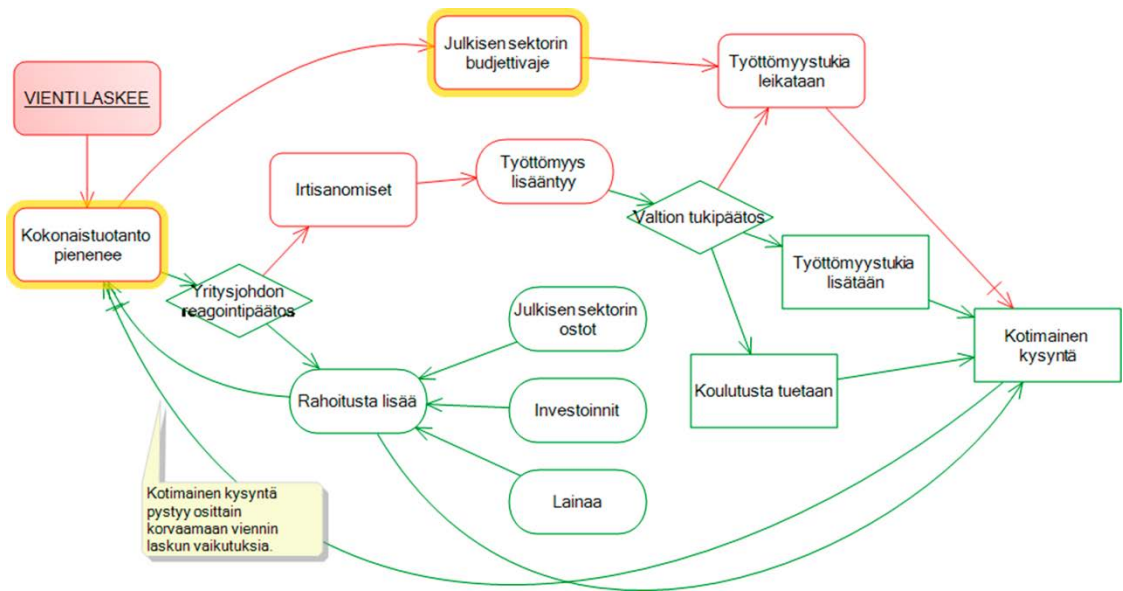 Julkisen sektorin
budjettivaje
Työttömyystukia
leikataan
VIENTI LASKEE
Irtisanomiset
Työttömyys
lisääntyy
Valtion tukipäätos
Kokonaistuotanto
pienenee
Työttömyystukia
lisätään
Yritysjohdon
reagointipäätos
Julkisen sektorin
ostot
Kotimainen
kysyntä
Koulutusta tuetaan
Rahoitusta lisää
Investoinnit
Lainaa
Kotimainen kysyntä
pystyy osittain
korvaamaan viennin
laskun vaikutuksia.